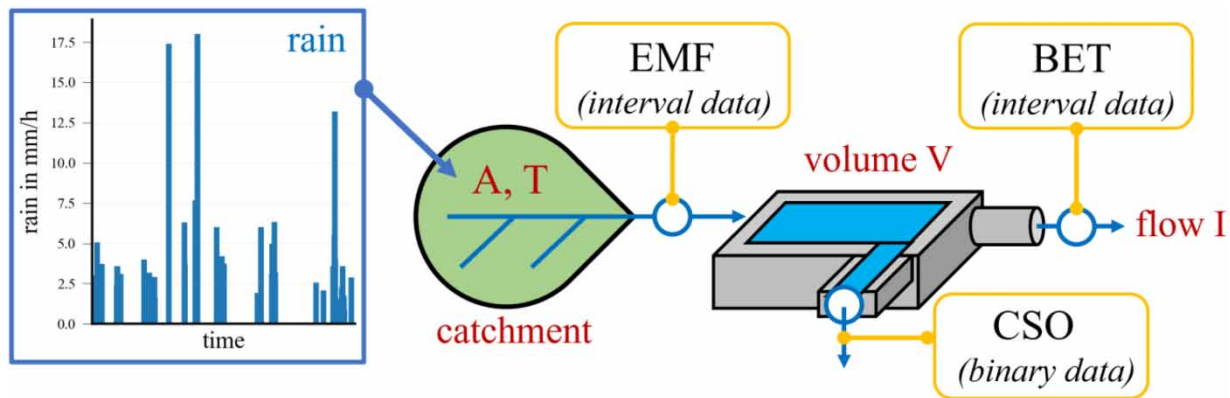 rain
17.5
15.0
12.5
10.0
7.5
5.0
2.5
0.0
rain in mm/h
time
A, T
catchment
EMF
(interval data)
volume V
BET
(interval data)
flow I
CSO
(binary data)